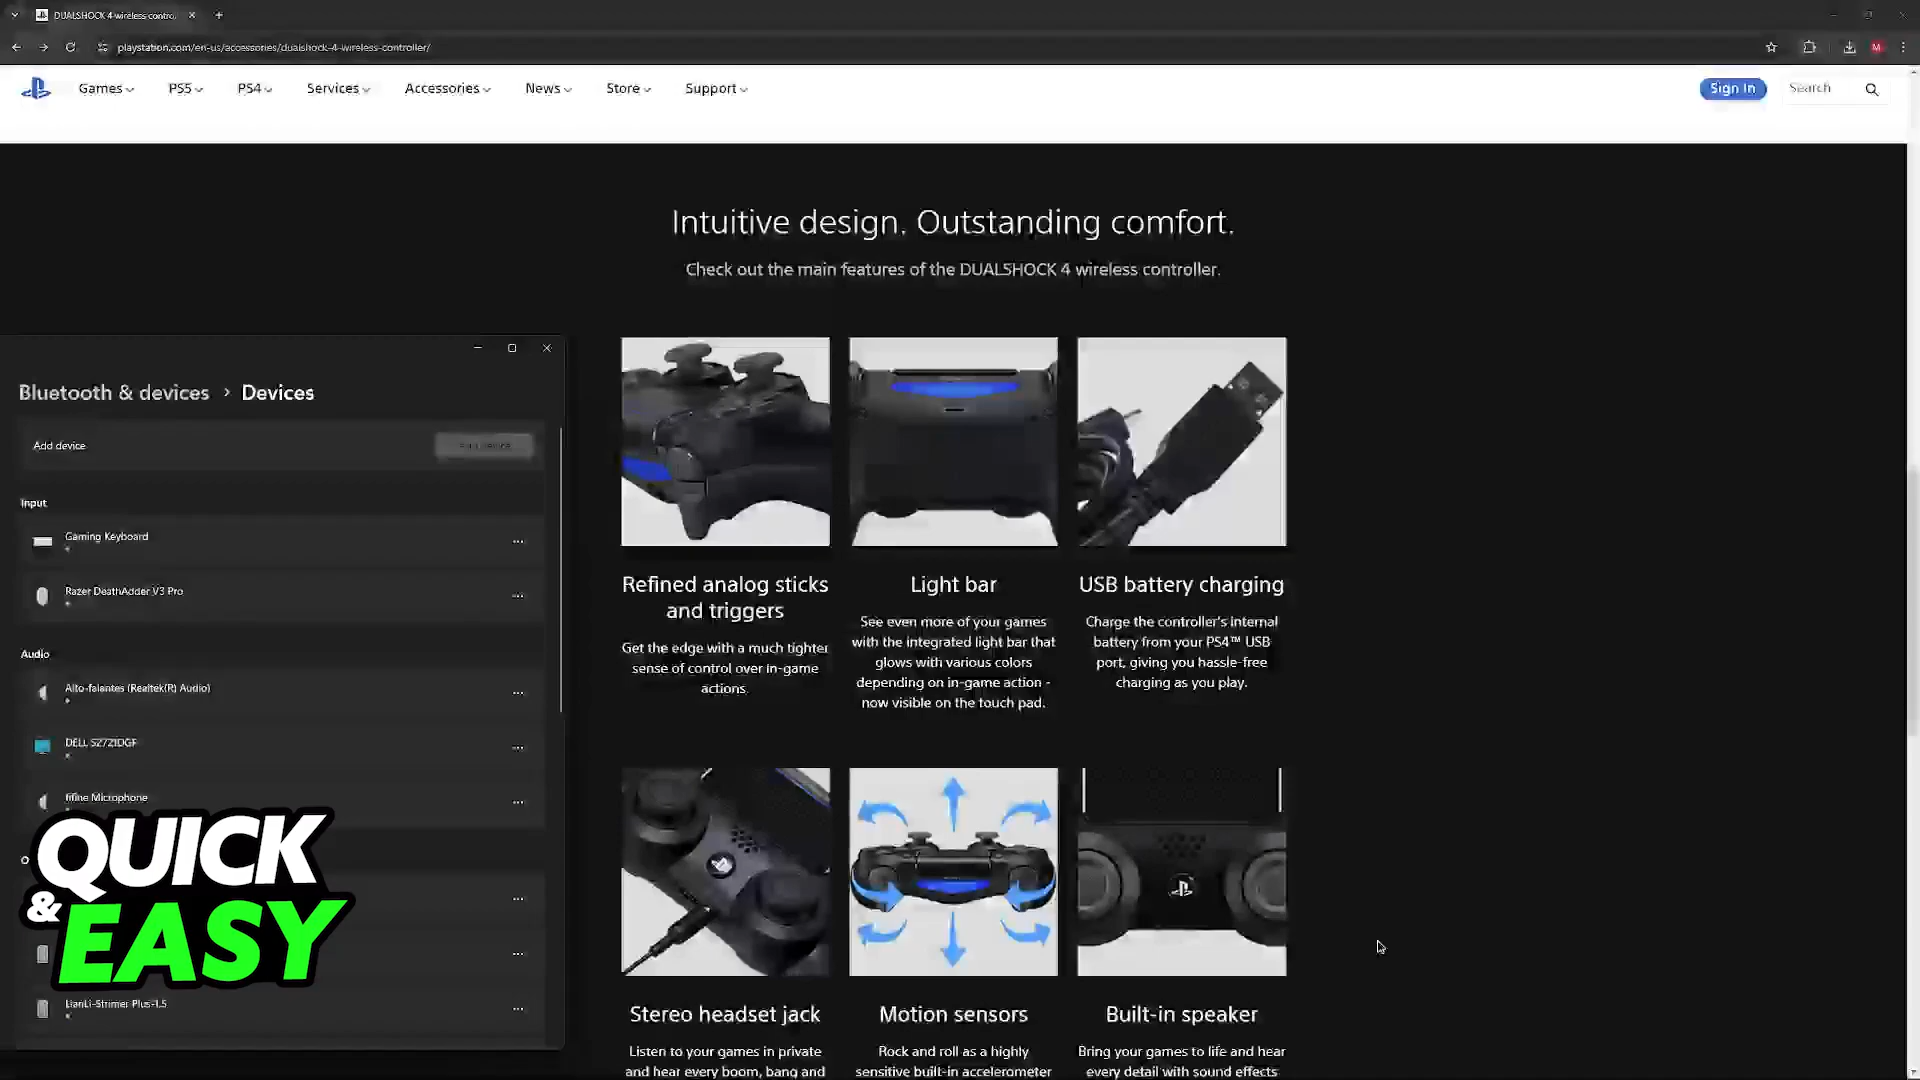 DUALSHOCK 4 wireless contro
playstation.com/en-us/accessories/dualshock-4-wireless-controller/
M
Games
PS5
PS4
Services
Accessories
News
Store
Support
Sign In
Search
Intuitive design. Outstanding comfort.
Check out the main features of the DUALSHOCK 4 wireless controller.
Bluetooth & devices › Devices
Add device
Input
Gaming Keyboard
Razer DeathAdder V3 Pro
Audio
Alto-falantes (Realtek(R) Audio)
DELL S2721DGF
fifine Microphone
LianLi-Strimer Plus-1.5
QUICK
&EASY
Refined analog sticks
and triggers
Get the edge with a much tighter
sense of control over in-game
actions.
Light bar
See even more of your games
with the integrated light bar that
glows with various colors
depending on in-game action -
now visible on the touch pad.
USB battery charging
Charge the controller's internal
battery from your PS4™ USB
port, giving you hassle-free
charging as you play.
Stereo headset jack
Listen to your games in private
and hear every boom, bang and
Motion sensors
Rock and roll as a highly
sensitive built-in accelerometer
Built-in speaker
Bring your games to life and hear
every detail with sound effects